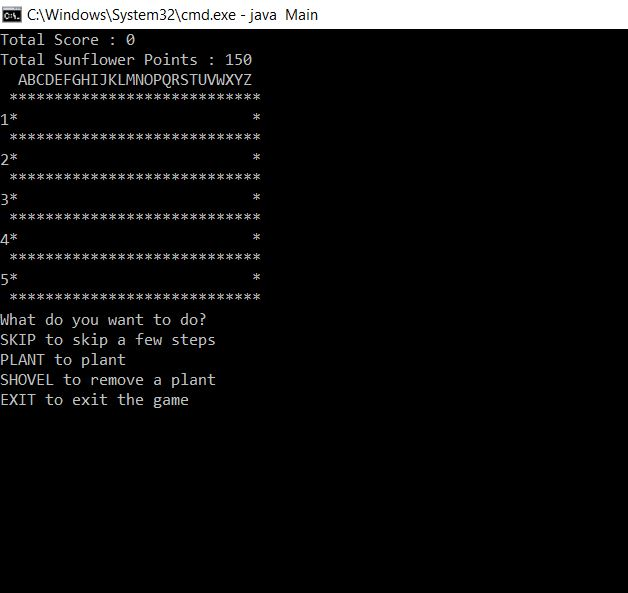 C:\Windows\System32\cmd.exe - java  Main
Total Score : 0
Total Sunflower Points : 150
  ABCDEFGHIJKLMNOPQRSTUVWXYZ
 ****************************
1*                          *
 ****************************
2*                          *
 ****************************
3*                          *
 ****************************
4*                          *
 ****************************
5*                          *
 ****************************
What do you want to do?
SKIP to skip a few steps
PLANT to plant
SHOVEL to remove a plant
EXIT to exit the game